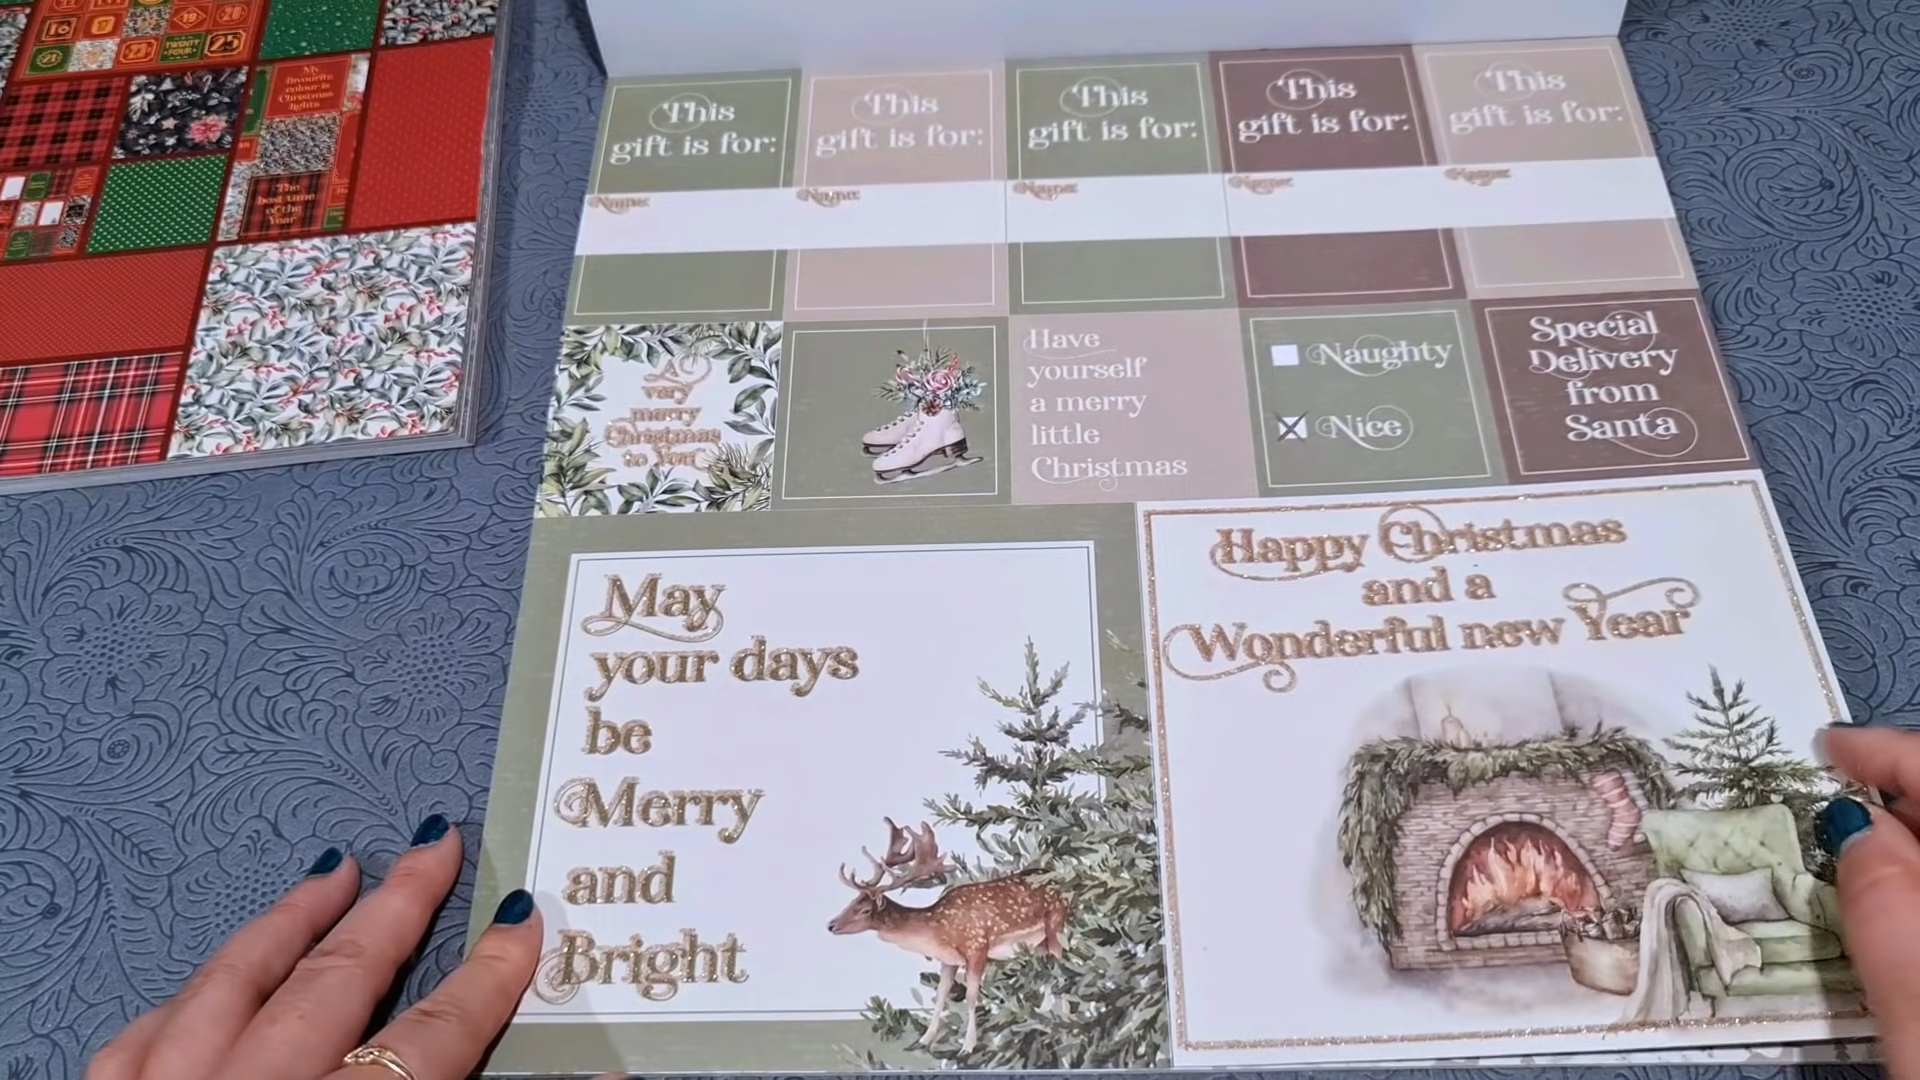 16
17
19
20
21
23
TWENTY
FOUR
25
My
favourite
colour is
Christmas
lights
The
best time
of the
Year
This
gift is for:
Name:
This
gift is for:
Name:
This
gift is for:
Name:
This
gift is for:
Name:
This
gift is for:
Name:
A
very
merry
Christmas
to You
Have
yourself
a merry
little
Christmas
Naughty
Nice
Special
Delivery
from
Santa
May
your days
be
Merry
and
Bright
Happy Christmas
and a
Wonderful new Year